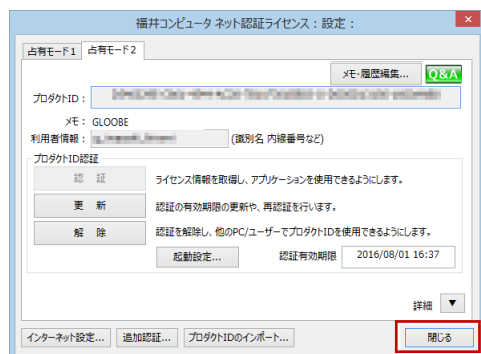 福井コンピュータ ネット認証ライセンス：設定：
占有モード1 占有モード2
メモ・履歴編集... Q&A
プロダクトID：
メモ： GLOOBE
利用者情報： (識別名 内線番号など)
プロダクトID認証
認 証 ライセンス情報を取得し、アプリケーションを使用できるようにします。
更 新 認証の有効期限の更新や、再認証を行います。
解 除 認証を解除し、他のPC/ユーザーでプロダクトIDを使用できるようにします。
起動設定... 認証有効期限 2016/08/01 16:37
詳細 ▼
インターネット設定... 追加認証... プロダクトIDのインポート... 閉じる